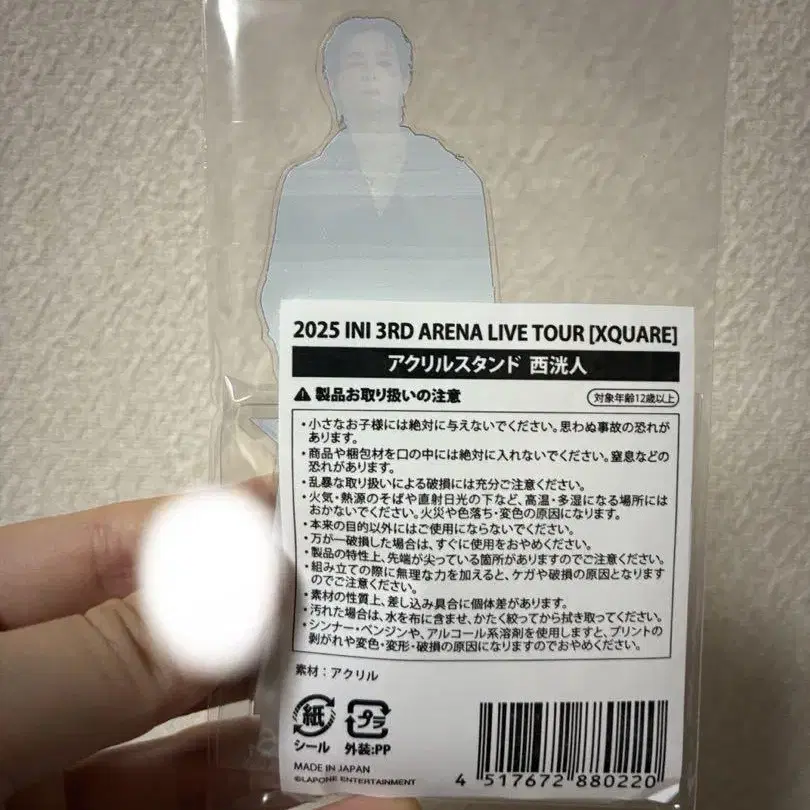 2025 INI 3RD ARENA LIVE TOUR [XQUARE]
アクリルスタンド 西洸人
製品お取り扱いの注意
対象年齢12歳以上
・小さなお子様には絶対に与えないでください。思わぬ事故の恐れが
あります。
・商品や梱包材を口の中には絶対に入れないでください。窒息などの
恐れがあります。
・乱暴な取り扱いによる破損には充分ご注意ください。
・火気・熱源のそばや直射日光の下など、高温・多湿になる場所には
おかないでください。火災や色落ち・変色の原因になります。
・本来の目的以外にはご使用にならないでください。
・万が一破損した場合は、すぐに使用をおやめください。
・製品の特性上、先端が尖っている箇所がありますのでご注意ください。
・組み立ての際に無理な力を加えると、ケガや破損の原因となります
のでご注意ください。
・素材の性質上、差し込み具合に個体差があります。
・汚れた場合は、水を布に含ませ、かたく絞ってから拭き取ってください。
・シンナー・ベンジンや、アルコール系溶剤を使用しますと、プリントの
剥がれや変色・変形・破損の原因になりますのでおやめください。
素材：アクリル
紙 プラ
シール 外装:PP
MADE IN JAPAN
©LAPONE ENTERTAINMENT
4 517672 880220